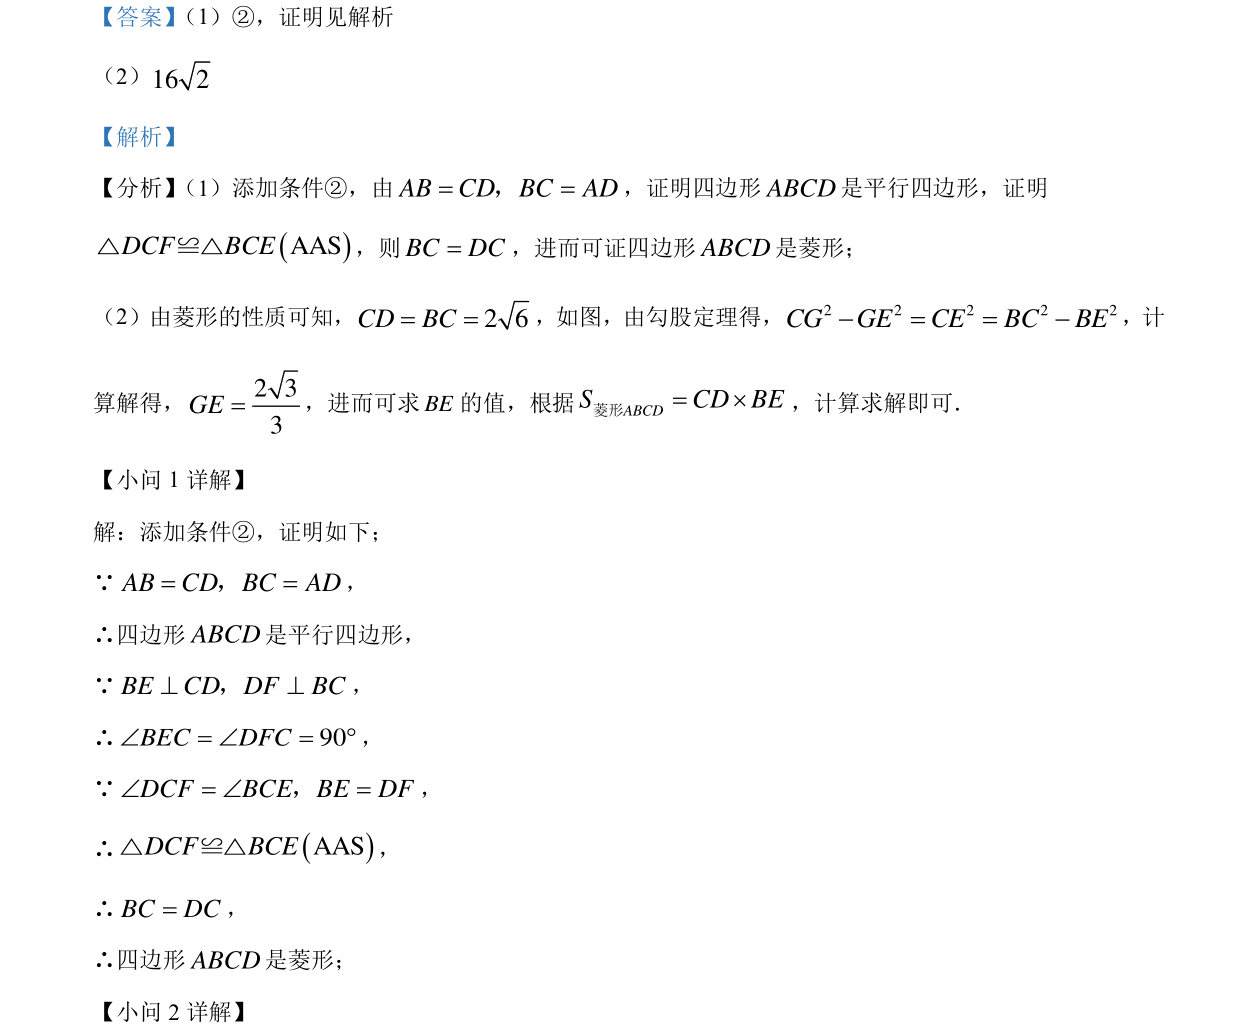 【答案】（1）②，证明见解析
（2）16√2
【解析】
【分析】（1）添加条件②，由 AB = CD，BC = AD，证明四边形 ABCD 是平行四边形，证明
△DCF≌△BCE(AAS)，则 BC = DC，进而可证四边形 ABCD 是菱形；
（2）由菱形的性质可知，CD = BC = 2√6，如图，由勾股定理得，CG² − GE² = CE² = BC² − BE²，计
算解得，GE = 2√3/3，进而可求 BE 的值，根据 S菱形ABCD = CD × BE，计算求解即可．
【小问 1 详解】
解：添加条件②，证明如下；
∵ AB = CD，BC = AD，
∴四边形 ABCD 是平行四边形，
∵ BE ⊥ CD，DF ⊥ BC，
∴ ∠BEC = ∠DFC = 90°，
∵ ∠DCF = ∠BCE，BE = DF，
∴ △DCF≌△BCE(AAS)，
∴ BC = DC，
∴四边形 ABCD 是菱形；
【小问 2 详解】